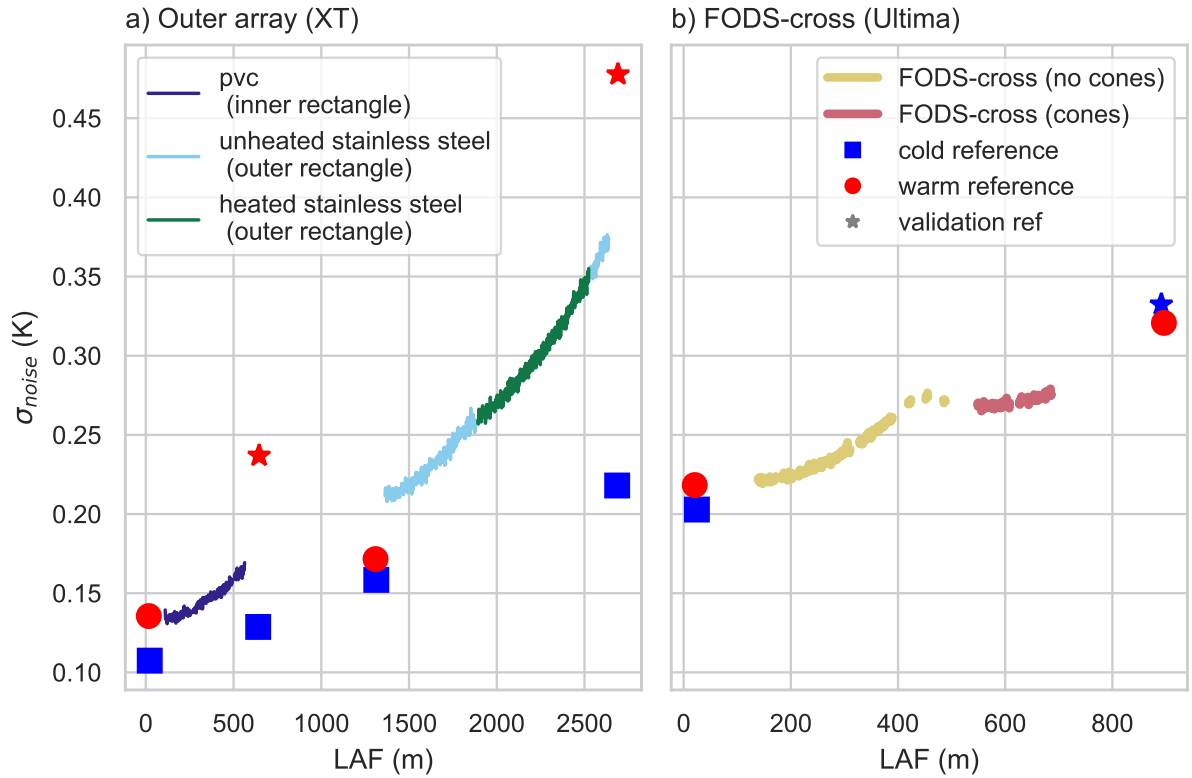 a) Outer array (XT)
b) FODS-cross (Ultima)
pvc
(inner rectangle)
unheated stainless steel
(outer rectangle)
heated stainless steel
(outer rectangle)
FODS-cross (no cones)
FODS-cross (cones)
cold reference
warm reference
validation ref
σnoise (K)
0.45
0.40
0.35
0.30
0.25
0.20
0.15
0.10
0 500 1000 1500 2000 2500
LAF (m)
0 200 400 600 800
LAF (m)